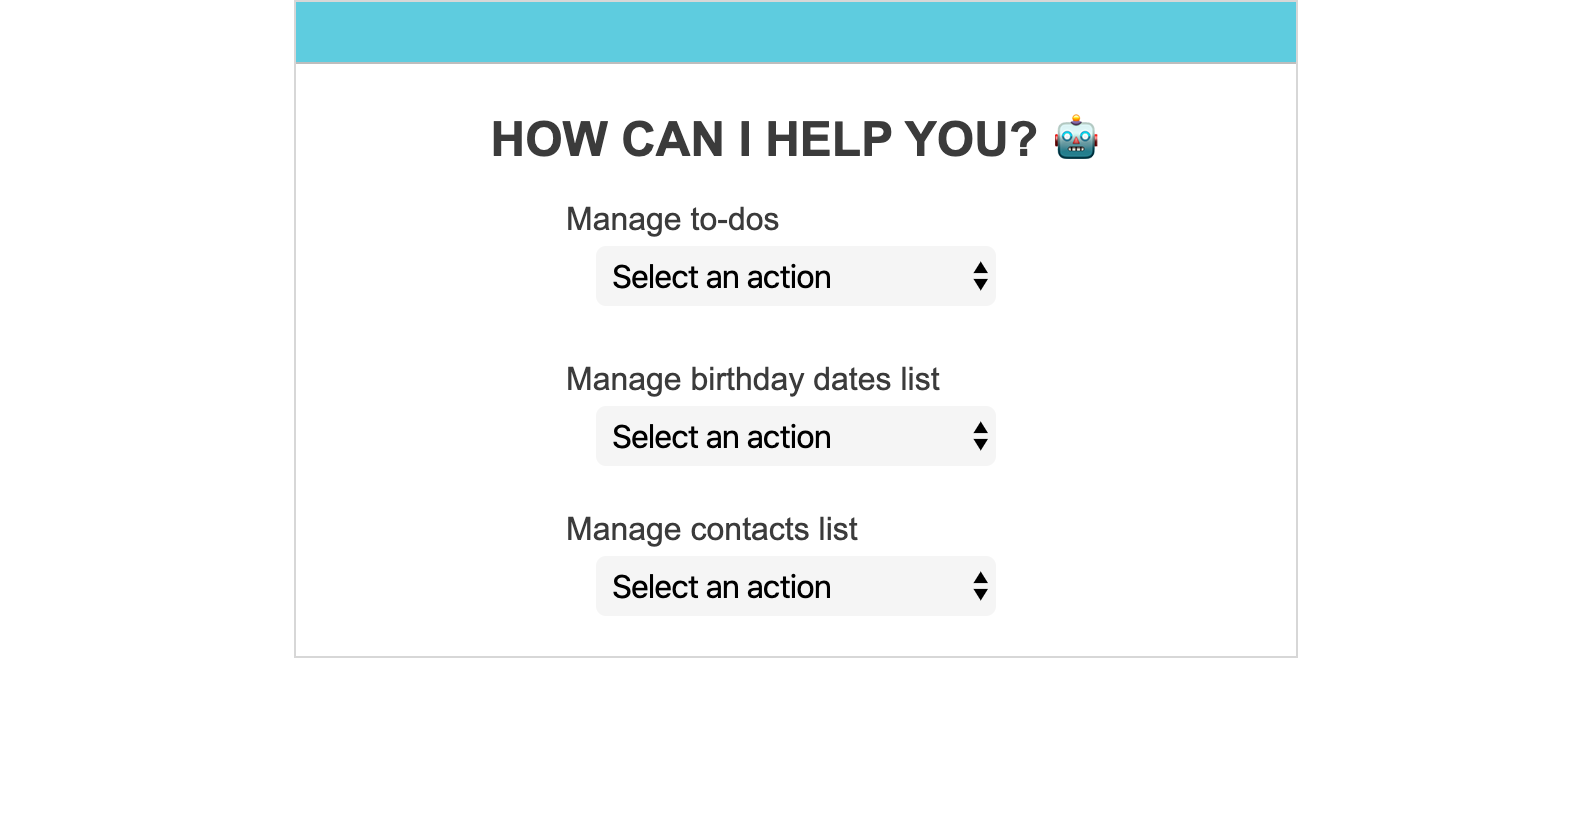 HOW CAN I HELP YOU? 🤖
Manage to-dos
Select an action
Manage birthday dates list
Select an action
Manage contacts list
Select an action